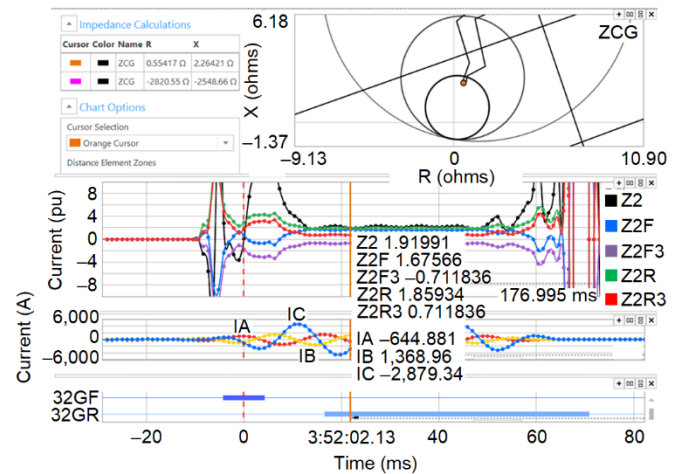 Impedance Calculations
Cursor Color Name R X
ZCG 0.55417 Ω 2.26421 Ω
ZCG -2820.55 Ω -2548.66 Ω
Chart Options
Cursor Selection
Orange Cursor
Distance Element Zones
6.18
X (ohms)
−1.37
ZCG
−9.13 0 10.90
R (ohms)
Current (pu)
8
4
0
−4
−8
Z2
Z2F
Z2F3
Z2R
Z2R3
Z2 1.91991
Z2F 1.67566
Z2F3 −0.711836
Z2R 1.85934 176.995 ms
Z2R3 0.711836
Current (A)
6,000
0
−6,000
IA
IC
IB
IA −644.881
IB 1,368.96
IC −2,879.34
32GF
32GR
−20 0 3:52:02.13 40 60 80
Time (ms)